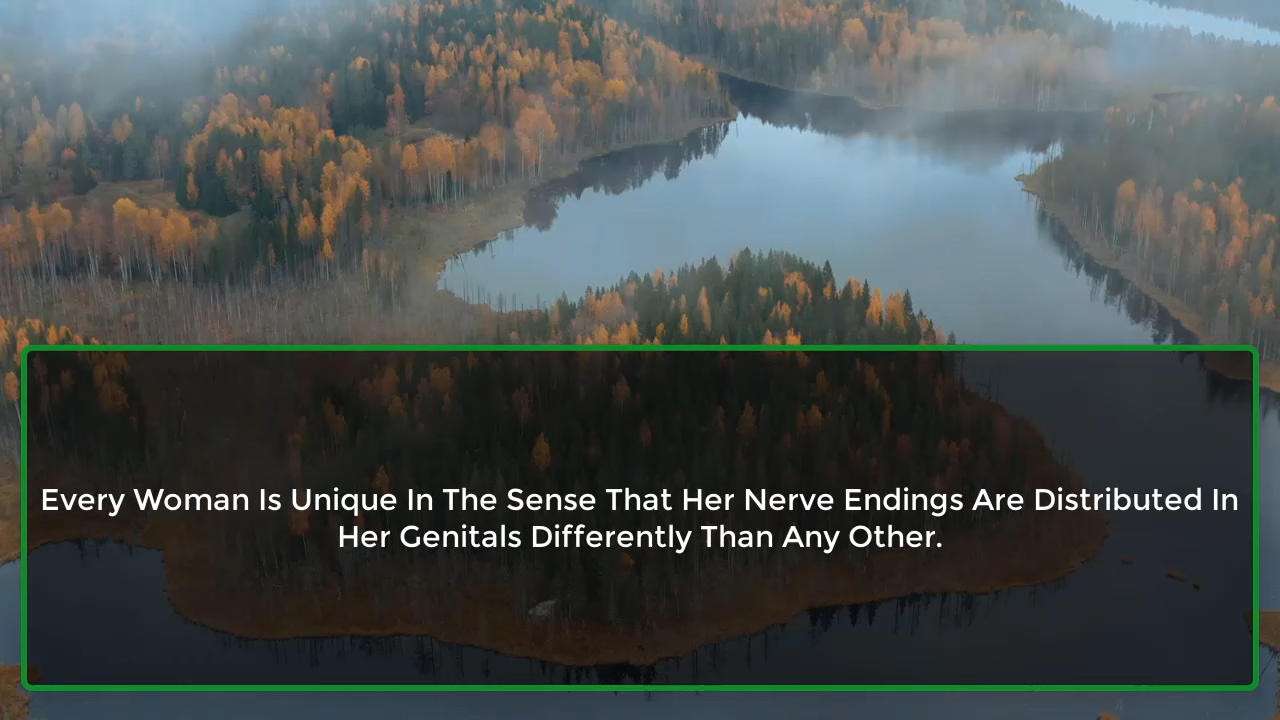 Every Woman Is Unique In The Sense That Her Nerve Endings Are Distributed In
Her Genitals Differently Than Any Other.